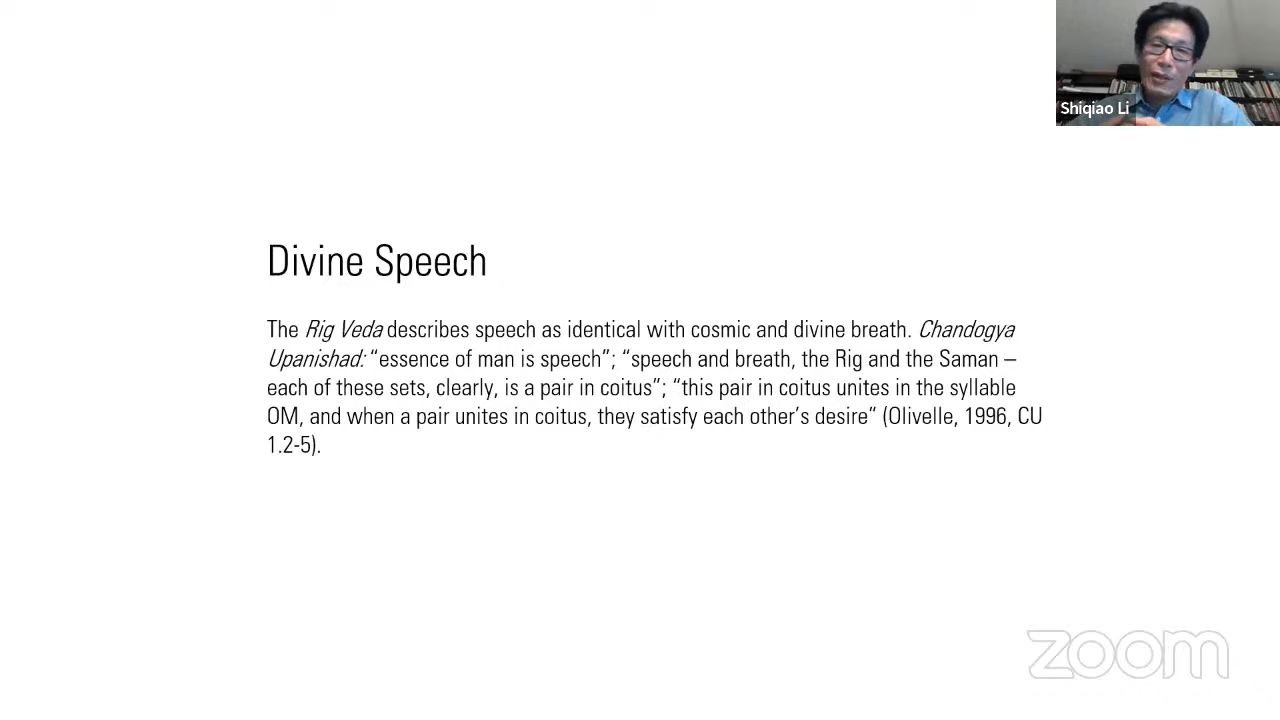 Shiqiao Li
Divine Speech
The Rig Veda describes speech as identical with cosmic and divine breath. Chandogya
Upanishad: “essence of man is speech”; “speech and breath, the Rig and the Saman –
each of these sets, clearly, is a pair in coitus”; “this pair in coitus unites in the syllable
OM, and when a pair unites in coitus, they satisfy each other’s desire” (Olivelle, 1996, CU
1.2-5).
zoom